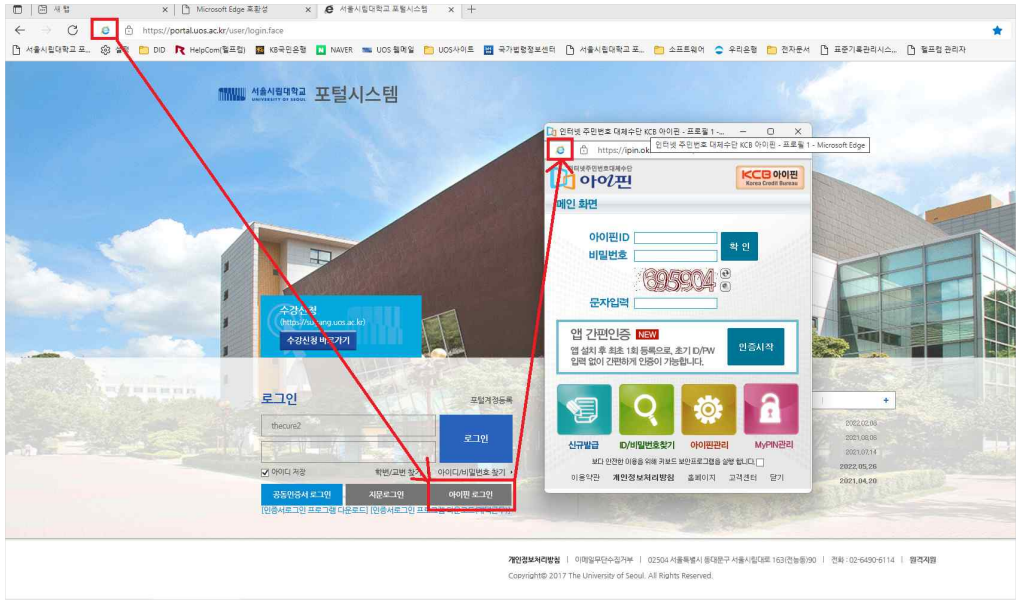 새 탭
Microsoft Edge 호환성
서울시립대학교 포털시스템
https://portal.uos.ac.kr/user/login.face
서울시립대학교 포...
설정
DID
HelpCom(헬프컴)
KB국민은행
NAVER
UOS 웹메일
UOS사이트
국가법령정보센터
서울시립대학교 포...
소프트웨어
우리은행
전자문서
표준기록관리시스...
헬프컴 관리자
서울시립대학교
UNIVERSITY OF SEOUL
포털시스템
수강신청
(https://sugang.uos.ac.kr)
수강신청 바로가기
로그인
포털계정등록
thecure2
로그인
아이디 저장
학번/교번 찾기
아이디/비밀번호 찾기
공동인증서 로그인
지문로그인
아이핀 로그인
[인증서로그인 프로그램 다운로드]
인터넷 주민번호 대체수단 KCB 아이핀 - 프로필 1 -...
https://ipin.ok
인터넷 주민번호 대체수단 KCB 아이핀 - 프로필 1 - Microsoft Edge
인터넷주민번호대체수단
아이핀
KCB 아이핀
Korea Credit Bureau
메인 화면
아이핀ID
비밀번호
확 인
695904
문자입력
앱 간편인증 NEW
앱 설치 후 최초 1회 등록으로, 초기 ID/PW
입력 없이 간편하게 인증이 가능합니다.
인증시작
신규발급
ID/비밀번호찾기
아이핀관리
MyPIN관리
보다 안전한 이용을 위해 키보드 보안프로그램을 실행 합니다.
이용약관
개인정보처리방침
홈페이지
고객센터
닫기
+
2022.02.08
2021.07.14
2022.05.26
2021.04.20
개인정보처리방침 | 이메일무단수집거부 | 02504 서울특별시 동대문구 서울시립대로 163(전농동)90 | 전화 : 02-6490-6114 | 원격지원
Copyright© 2017 The University of Seoul. All Rights Reserved.